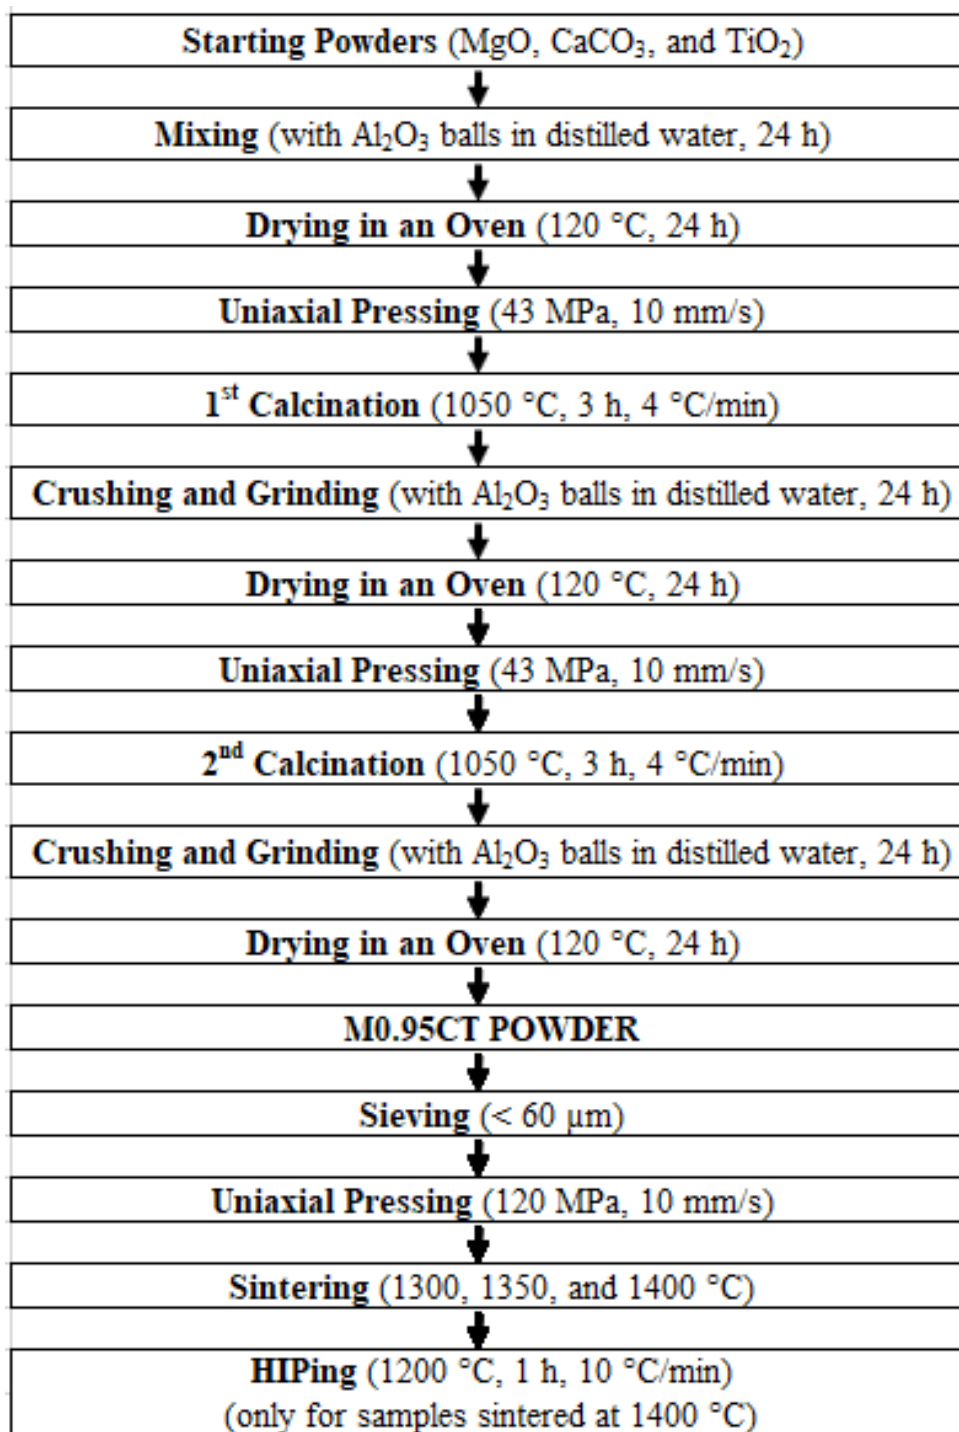 Starting Powders (MgO, CaCO₃, and TiO₂)
Mixing (with Al₂O₃ balls in distilled water, 24 h)
Drying in an Oven (120 °C, 24 h)
Uniaxial Pressing (43 MPa, 10 mm/s)
1ˢᵗ Calcination (1050 °C, 3 h, 4 °C/min)
Crushing and Grinding (with Al₂O₃ balls in distilled water, 24 h)
Drying in an Oven (120 °C, 24 h)
Uniaxial Pressing (43 MPa, 10 mm/s)
2ⁿᵈ Calcination (1050 °C, 3 h, 4 °C/min)
Crushing and Grinding (with Al₂O₃ balls in distilled water, 24 h)
Drying in an Oven (120 °C, 24 h)
M0.95CT POWDER
Sieving (< 60 µm)
Uniaxial Pressing (120 MPa, 10 mm/s)
Sintering (1300, 1350, and 1400 °C)
HIPing (1200 °C, 1 h, 10 °C/min)
(only for samples sintered at 1400 °C)